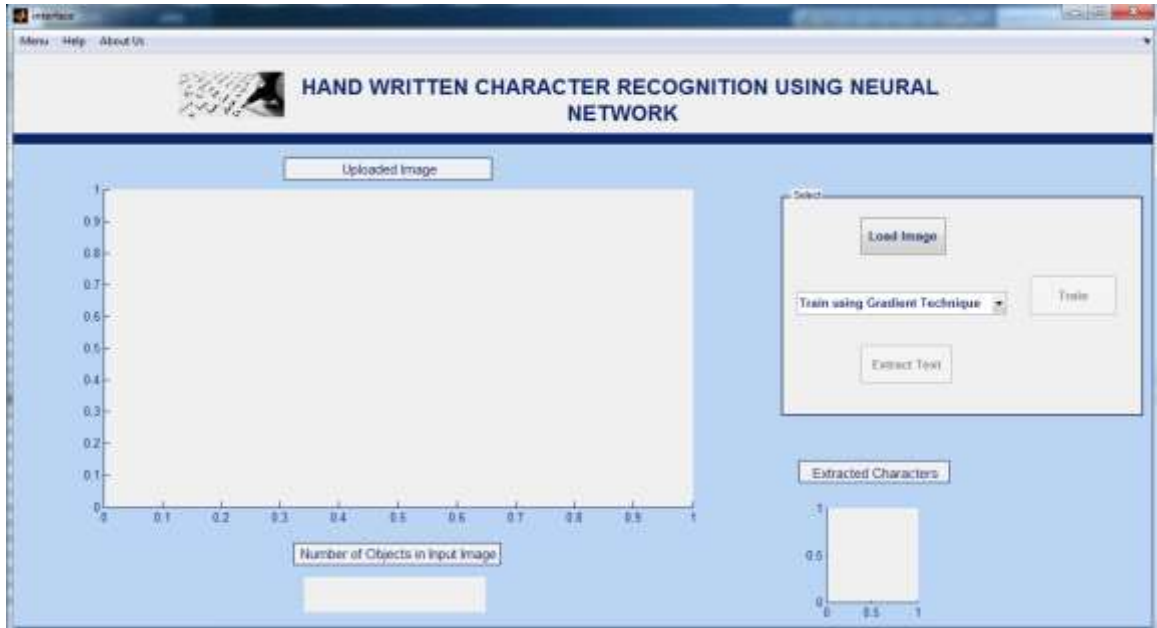 interface
Menu Help About Us
HAND WRITTEN CHARACTER RECOGNITION USING NEURAL
NETWORK
Uploaded Image
1
0.9
0.8
0.7
0.6
0.5
0.4
0.3
0.2
0.1
0
0 0.1 0.2 0.3 0.4 0.5 0.6 0.7 0.8 0.9 1
Number of Objects in Input Image
Select
Load Image
Train using Gradient Technique
Train
Extract Text
Extracted Characters
1
0.5
0
0 0.5 1